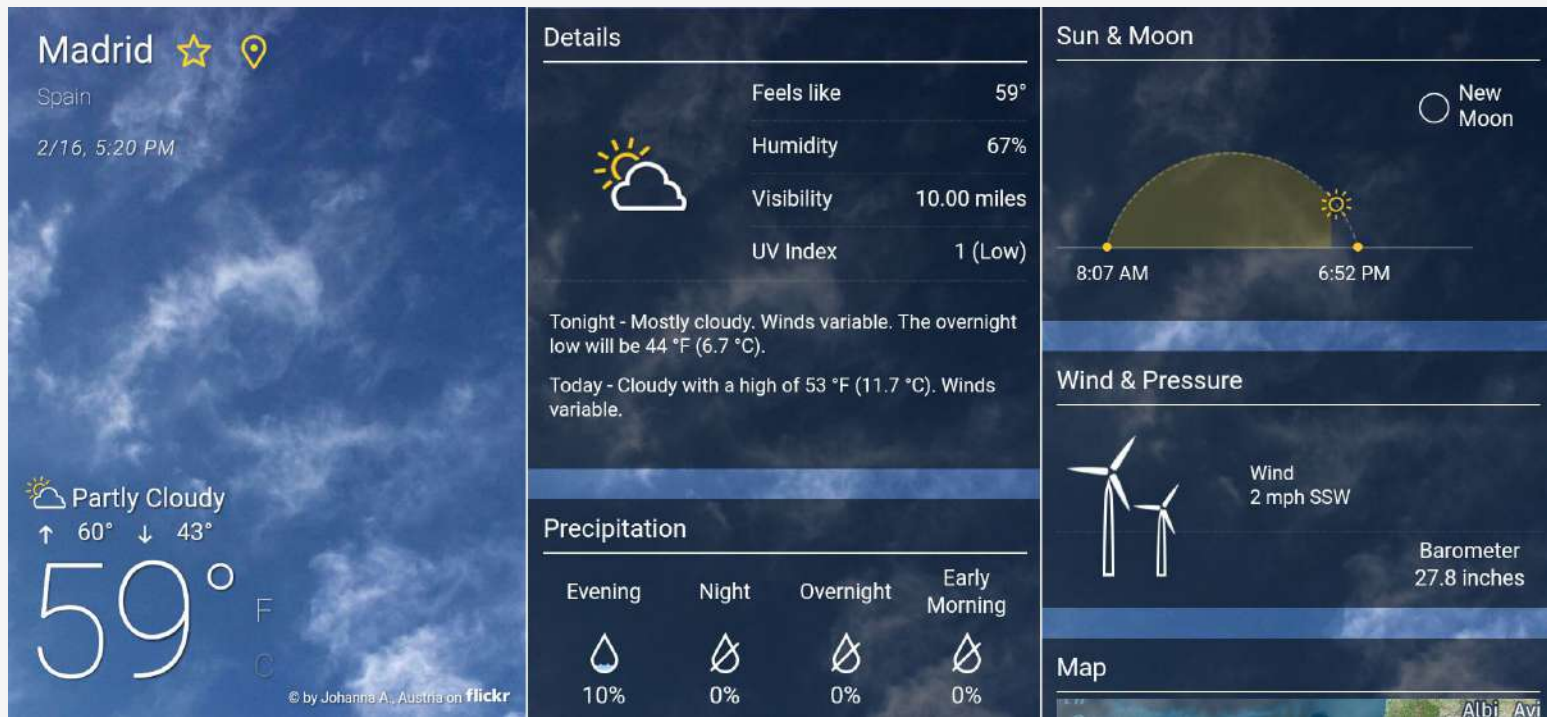 Madrid
Spain
2/16, 5:20 PM
Partly Cloudy
↑ 60° ↓ 43°
59°
F
C
© by Johanna A., Austria on flickr
Details
Feels like 59°
Humidity 67%
Visibility 10.00 miles
UV Index 1 (Low)
Tonight - Mostly cloudy. Winds variable. The overnight
low will be 44 °F (6.7 °C).
Today - Cloudy with a high of 53 °F (11.7 °C). Winds
variable.
Precipitation
Evening Night Overnight Early
Morning
10% 0% 0% 0%
Sun & Moon
New
Moon
8:07 AM 6:52 PM
Wind & Pressure
Wind
2 mph SSW
Barometer
27.8 inches
Map
Albi Avi